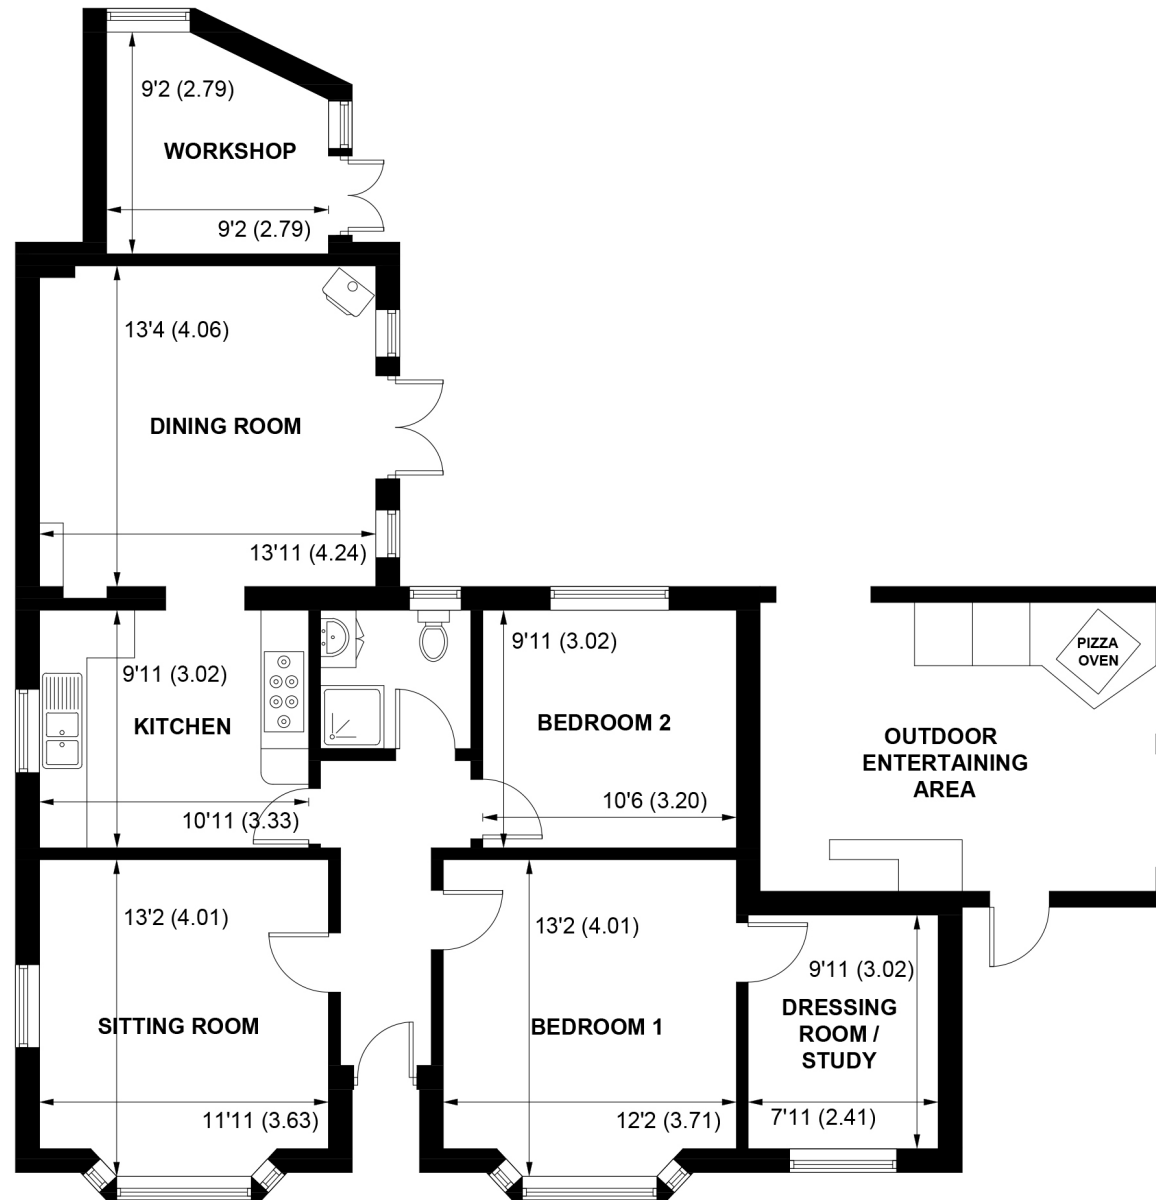 9'2 (2.79)
WORKSHOP
9'2 (2.79)
13'4 (4.06)
DINING ROOM
13'11 (4.24)
9'11 (3.02)
KITCHEN
10'11 (3.33)
9'11 (3.02)
BEDROOM 2
10'6 (3.20)
PIZZA
OVEN
OUTDOOR
ENTERTAINING
AREA
13'2 (4.01)
SITTING ROOM
11'11 (3.63)
13'2 (4.01)
BEDROOM 1
12'2 (3.71)
9'11 (3.02)
DRESSING
ROOM /
STUDY
7'11 (2.41)